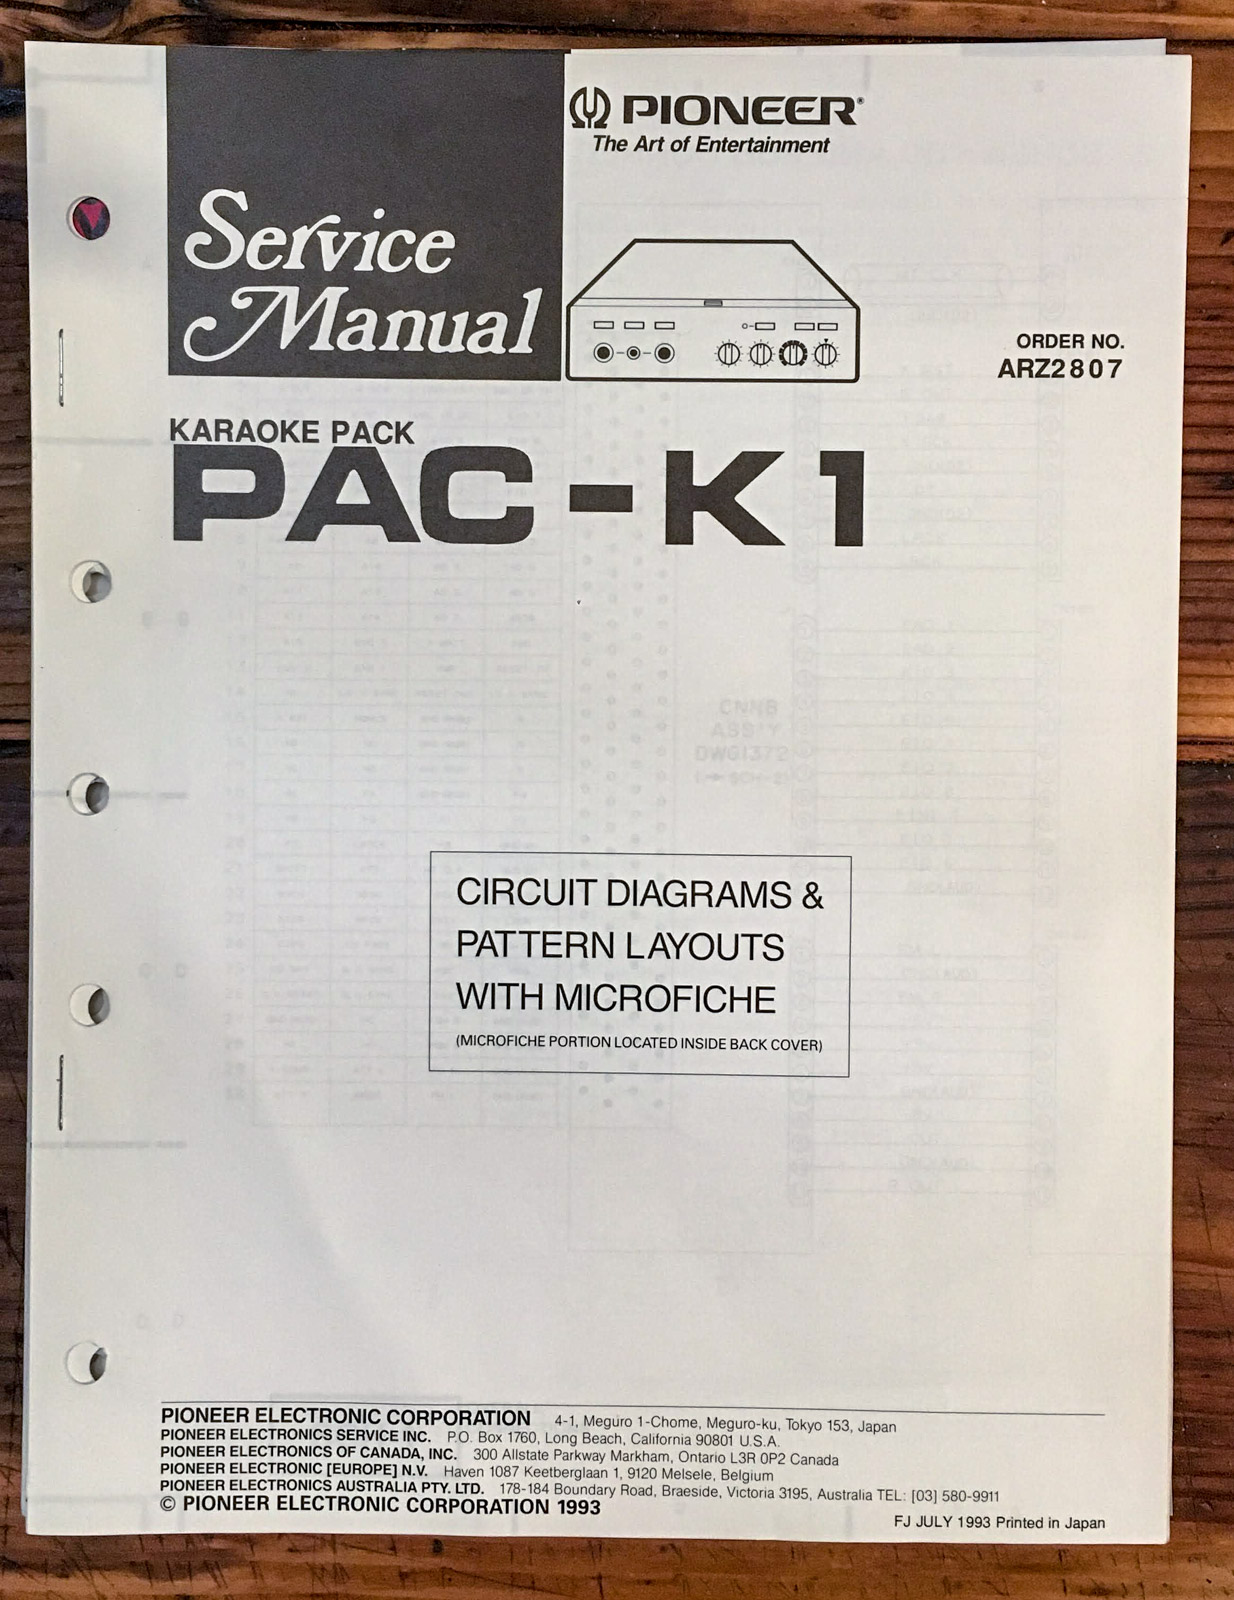 PIONEER®
The Art of Entertainment
Service
Manual
ORDER NO.
ARZ2807
KARAOKE PACK
PAC-K1
CNNB
ASS'Y
DWG1372
CIRCUIT DIAGRAMS &
PATTERN LAYOUTS
WITH MICROFICHE
(MICROFICHE PORTION LOCATED INSIDE BACK COVER)
PIONEER ELECTRONIC CORPORATION 4-1, Meguro 1-Chome, Meguro-ku, Tokyo 153, Japan
PIONEER ELECTRONICS SERVICE INC. P.O. Box 1760, Long Beach, California 90801 U.S.A.
PIONEER ELECTRONICS OF CANADA, INC. 300 Allstate Parkway Markham, Ontario L3R 0P2 Canada
PIONEER ELECTRONIC [EUROPE] N.V. Haven 1087 Keetberglaan 1, 9120 Melsele, Belgium
PIONEER ELECTRONICS AUSTRALIA PTY. LTD. 178-184 Boundary Road, Braeside, Victoria 3195, Australia TEL: [03] 580-9911
© PIONEER ELECTRONIC CORPORATION 1993
FJ JULY 1993 Printed in Japan